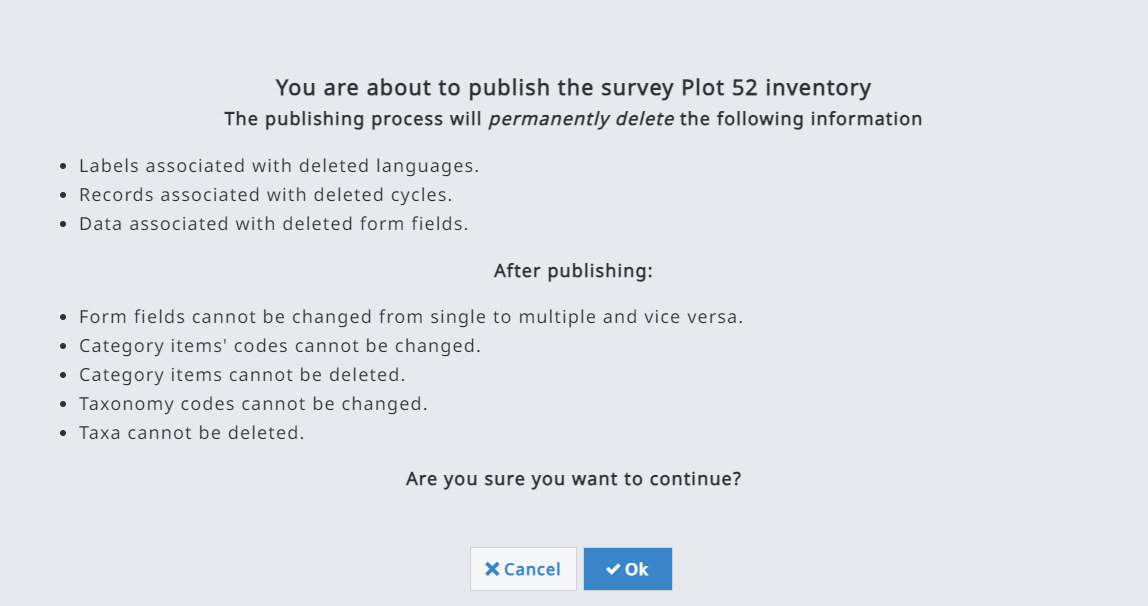 You are about to publish the survey Plot 52 inventory
The publishing process will permanently delete the following information
• Labels associated with deleted languages.
• Records associated with deleted cycles.
• Data associated with deleted form fields.
After publishing:
• Form fields cannot be changed from single to multiple and vice versa.
• Category items' codes cannot be changed.
• Category items cannot be deleted.
• Taxonomy codes cannot be changed.
• Taxa cannot be deleted.
Are you sure you want to continue?
Cancel Ok